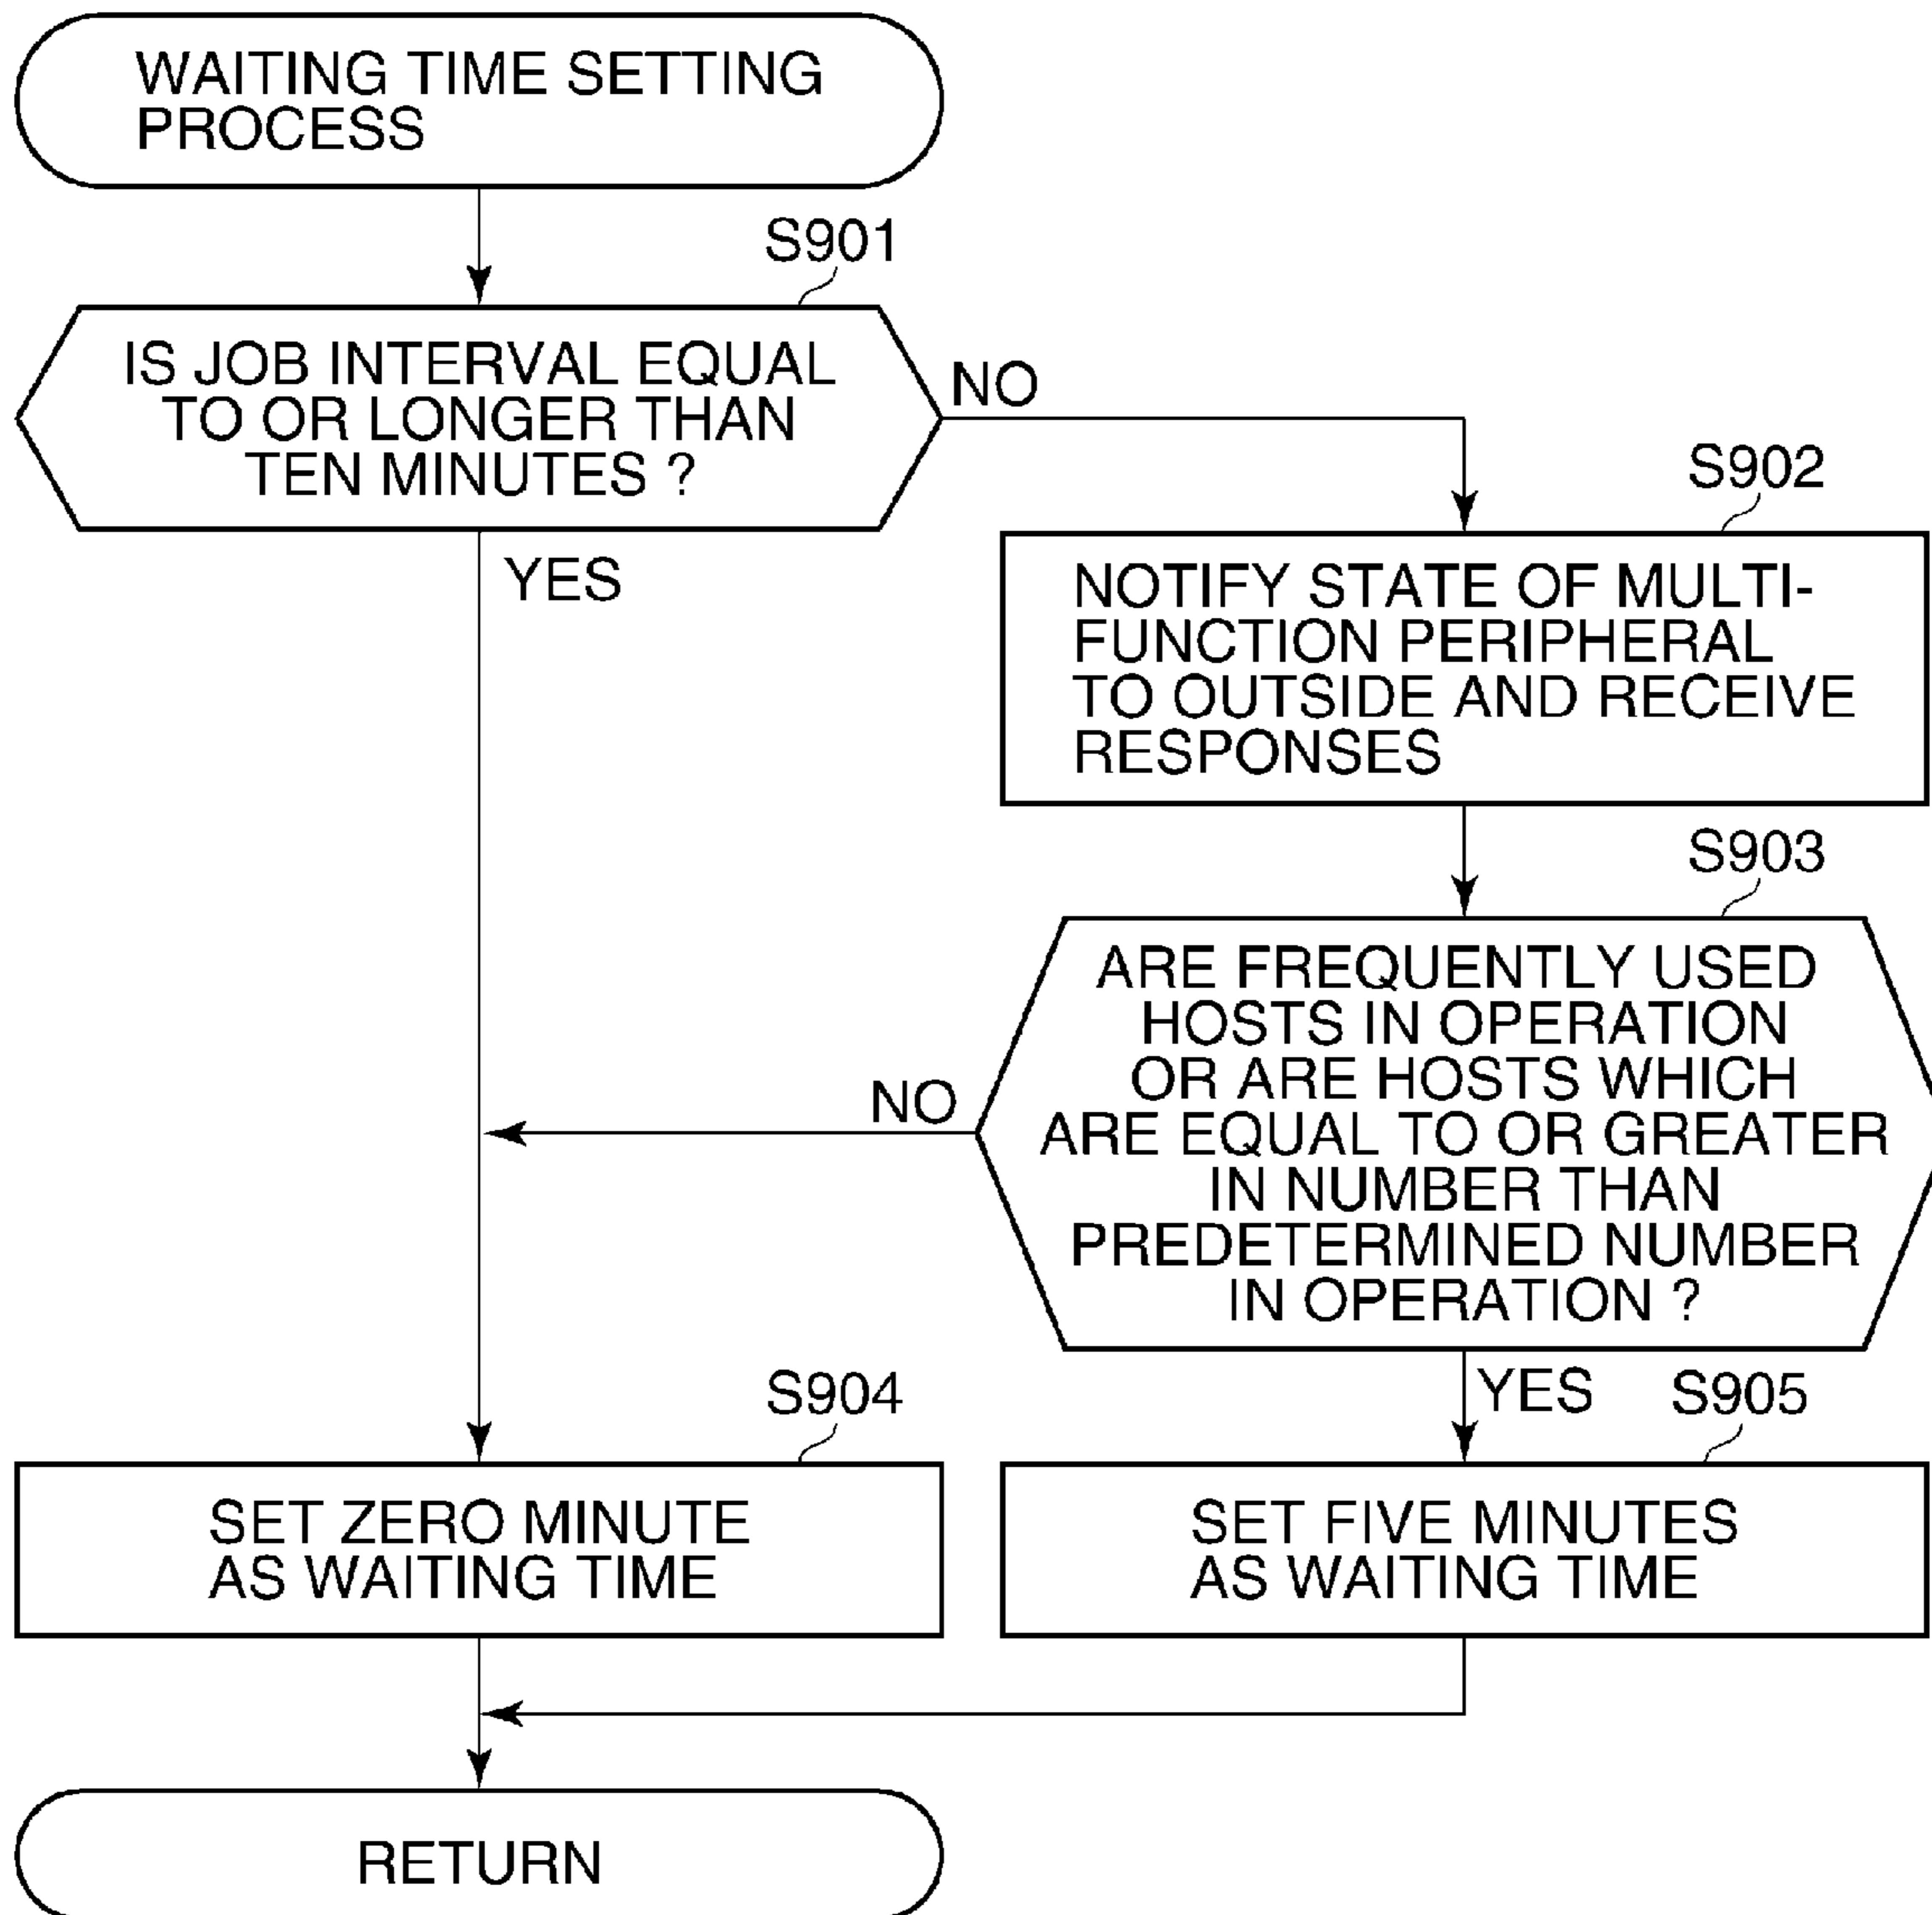 WAITING TIME SETTING
PROCESS
S901
IS JOB INTERVAL EQUAL
TO OR LONGER THAN
TEN MINUTES ?
NO
YES
S902
NOTIFY STATE OF MULTI-
FUNCTION PERIPHERAL
TO OUTSIDE AND RECEIVE
RESPONSES
S903
ARE FREQUENTLY USED
HOSTS IN OPERATION
OR ARE HOSTS WHICH
ARE EQUAL TO OR GREATER
IN NUMBER THAN
PREDETERMINED NUMBER
IN OPERATION ?
NO
YES
S904
SET ZERO MINUTE
AS WAITING TIME
S905
SET FIVE MINUTES
AS WAITING TIME
RETURN